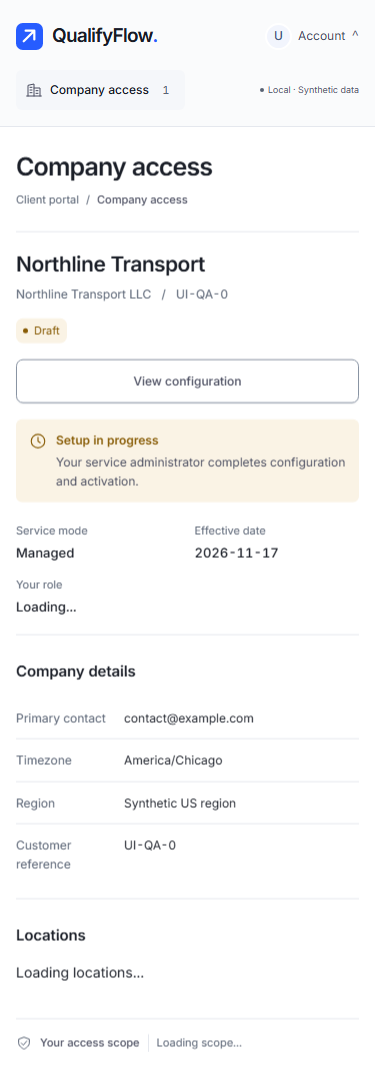 QualifyFlow.
U Account ^
Company access 1
• Local · Synthetic data
Company access
Client portal / Company access
Northline Transport
Northline Transport LLC / UI-QA-0
• Draft
View configuration
Setup in progress
Your service administrator completes configuration
and activation.
Service mode
Managed
Effective date
2026-11-17
Your role
Loading...
Company details
Primary contact contact@example.com
Timezone America/Chicago
Region Synthetic US region
Customer reference UI-QA-0
Locations
Loading locations...
Your access scope Loading scope...